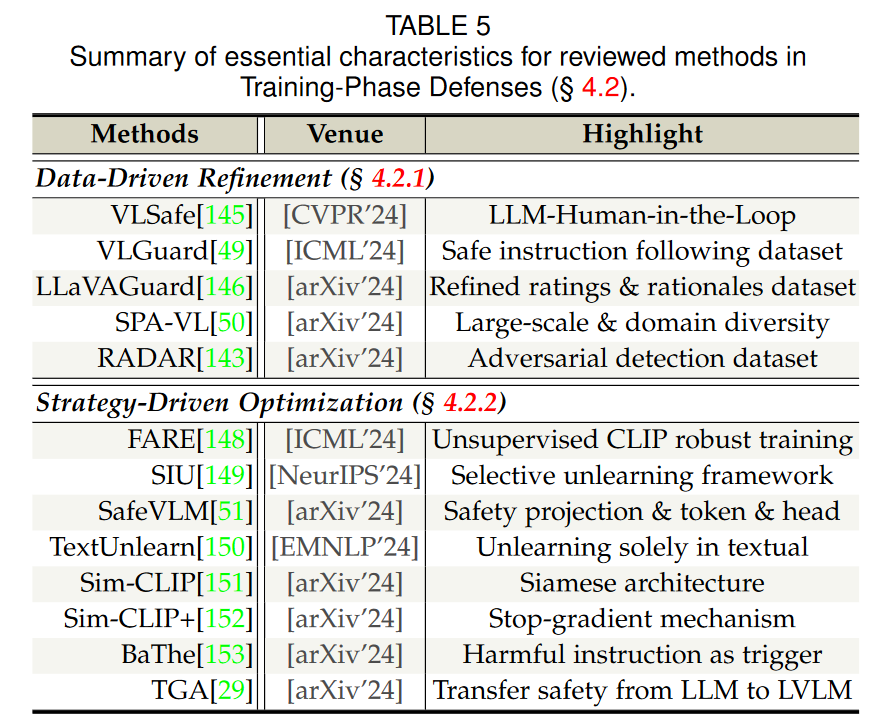 TABLE 5
Summary of essential characteristics for reviewed methods in
Training-Phase Defenses (§ 4.2).
Methods Venue Highlight
Data-Driven Refinement (§ 4.2.1)
VLSafe[145] [CVPR’24] LLM-Human-in-the-Loop
VLGuard[49] [ICML’24] Safe instruction following dataset
LLaVAGuard[146] [arXiv’24] Refined ratings & rationales dataset
SPA-VL[50] [arXiv’24] Large-scale & domain diversity
RADAR[143] [arXiv’24] Adversarial detection dataset
Strategy-Driven Optimization (§ 4.2.2)
FARE[148] [ICML’24] Unsupervised CLIP robust training
SIU[149] [NeurIPS’24] Selective unlearning framework
SafeVLM[51] [arXiv’24] Safety projection & token & head
TextUnlearn[150] [EMNLP’24] Unlearning solely in textual
Sim-CLIP[151] [arXiv’24] Siamese architecture
Sim-CLIP+[152] [arXiv’24] Stop-gradient mechanism
BaThe[153] [arXiv’24] Harmful instruction as trigger
TGA[29] [arXiv’24] Transfer safety from LLM to LVLM